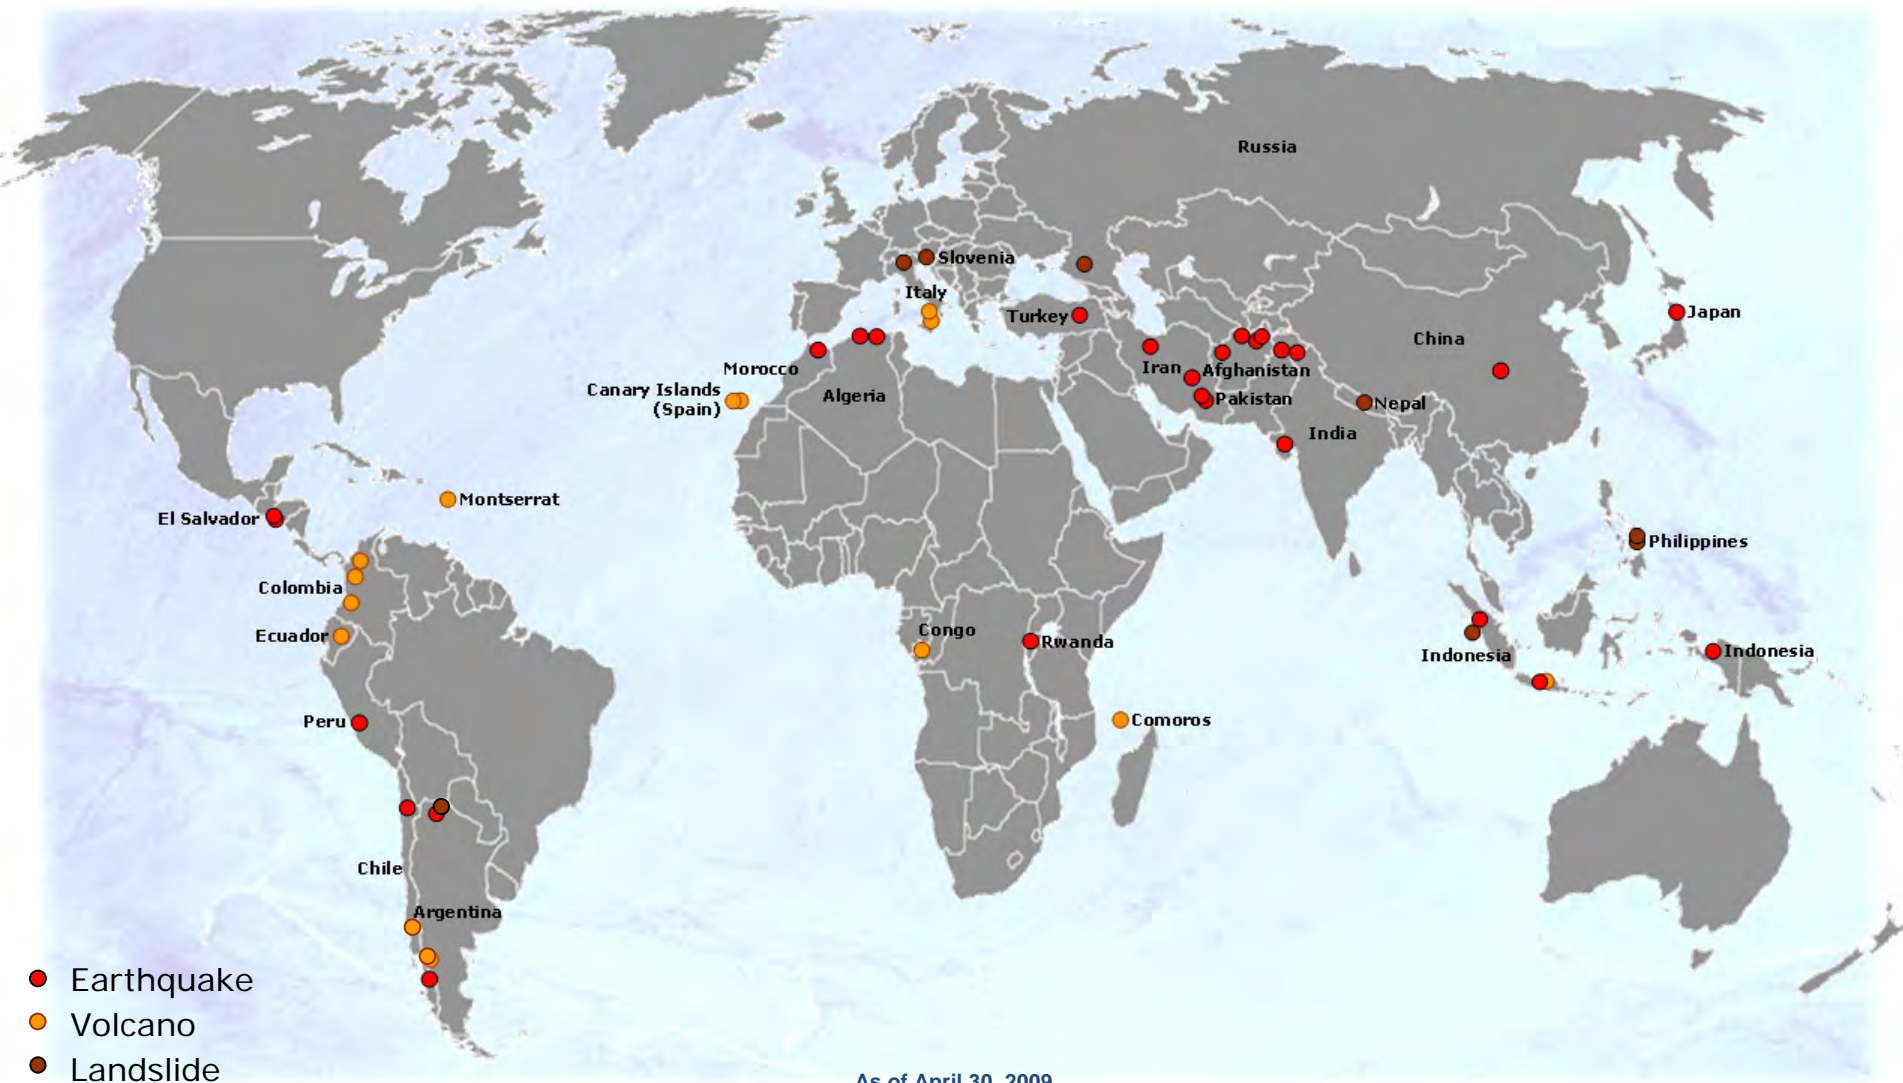 Russia
Slovenia
Italy
Turkey
Japan
China
Morocco
Iran
Afghanistan
Canary Islands
(Spain)
Algeria
Pakistan
Nepal
India
Montserrat
El Salvador
Philippines
Colombia
Ecuador
Congo
Rwanda
Indonesia
Indonesia
Peru
Comoros
Chile
Argentina
Earthquake
Volcano
Landslide
As of April 30, 2009